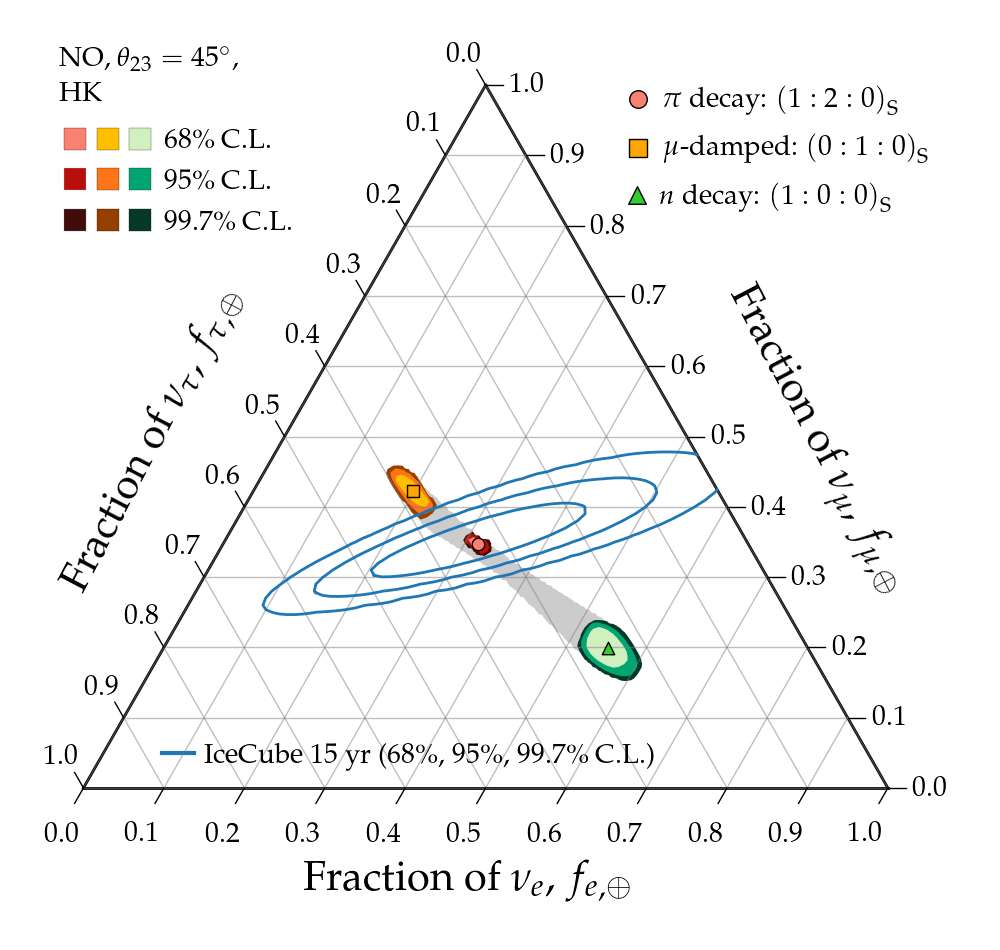 NO, θ₂₃ = 45°,
HK
68% C.L.
95% C.L.
99.7% C.L.
π decay: (1 : 2 : 0)S
μ-damped: (0 : 1 : 0)S
n decay: (1 : 0 : 0)S
0.0
0.1
0.2
0.3
0.4
0.5
0.6
0.7
0.8
0.9
1.0
Fraction of ντ, fτ,⊕
1.0
0.9
0.8
0.7
0.6
0.5
0.4
0.3
0.2
0.1
0.0
Fraction of νμ, fμ,⊕
IceCube 15 yr (68%, 95%, 99.7% C.L.)
0.0 0.1 0.2 0.3 0.4 0.5 0.6 0.7 0.8 0.9 1.0
Fraction of νe, fe,⊕